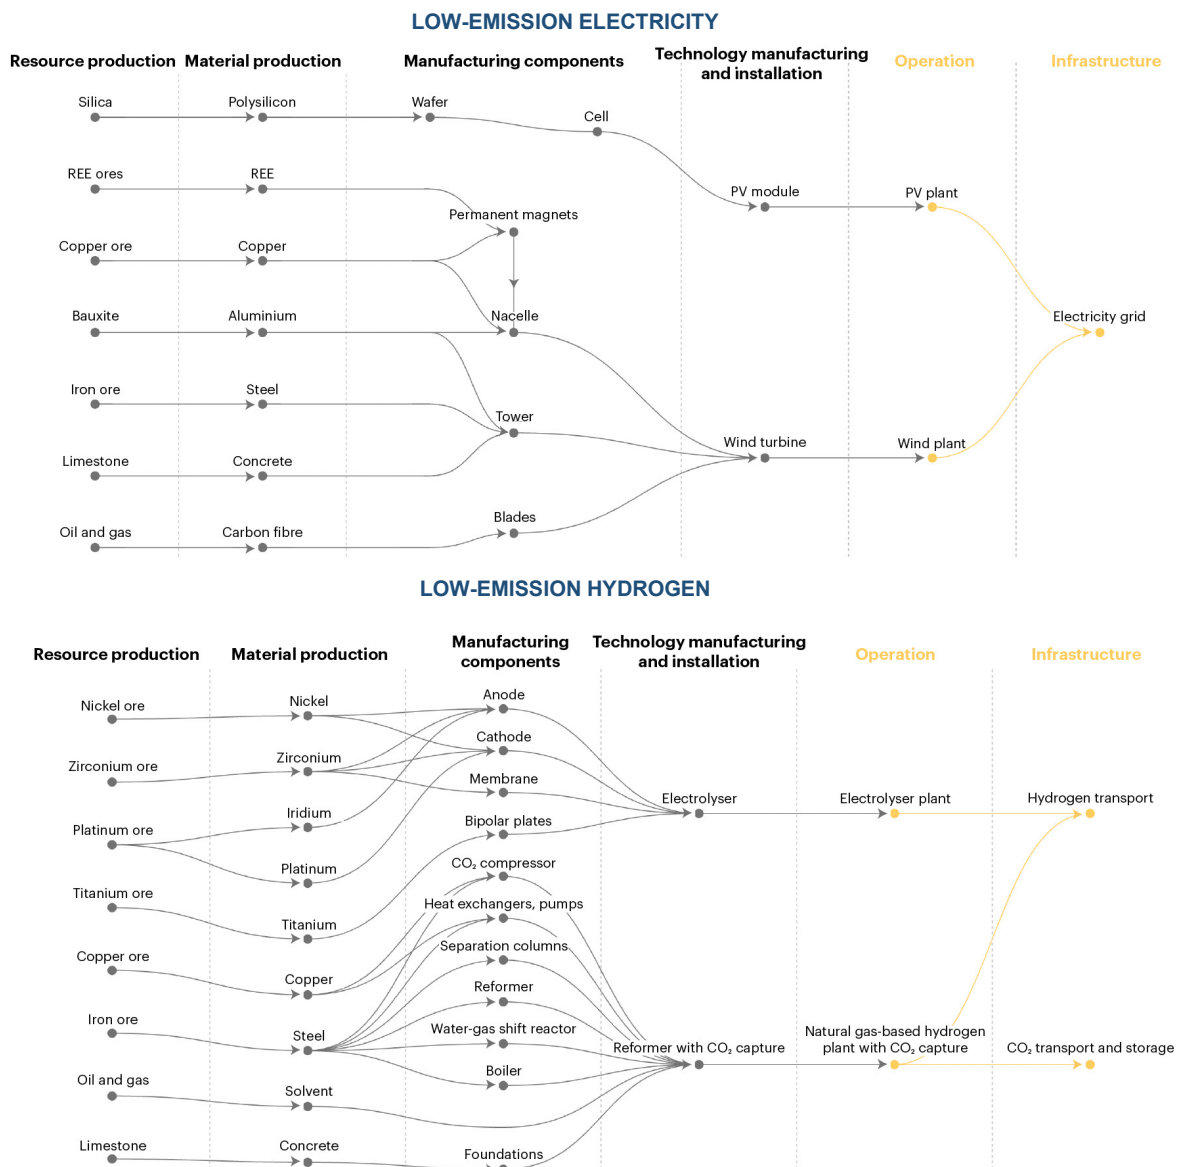 LOW-EMISSION ELECTRICITY
Resource production
Material production
Manufacturing components
Technology manufacturing
and installation
Operation
Infrastructure
Silica
Polysilicon
Wafer
Cell
REE ores
REE
PV module
PV plant
Permanent magnets
Copper ore
Copper
Bauxite
Aluminium
Nacelle
Electricity grid
Iron ore
Steel
Tower
Wind turbine
Wind plant
Limestone
Concrete
Blades
Oil and gas
Carbon fibre
LOW-EMISSION HYDROGEN
Resource production
Material production
Manufacturing
components
Technology manufacturing
and installation
Operation
Infrastructure
Nickel ore
Nickel
Anode
Cathode
Zirconium ore
Zirconium
Membrane
Electrolyser
Electrolyser plant
Hydrogen transport
Iridium
Bipolar plates
Platinum ore
Platinum
CO₂ compressor
Titanium ore
Heat exchangers, pumps
Titanium
Separation columns
Copper ore
Copper
Reformer
Iron ore
Steel
Water-gas shift reactor
Reformer with CO₂ capture
Natural gas-based hydrogen
plant with CO₂ capture
CO₂ transport and storage
Boiler
Oil and gas
Solvent
Limestone
Concrete
Foundations